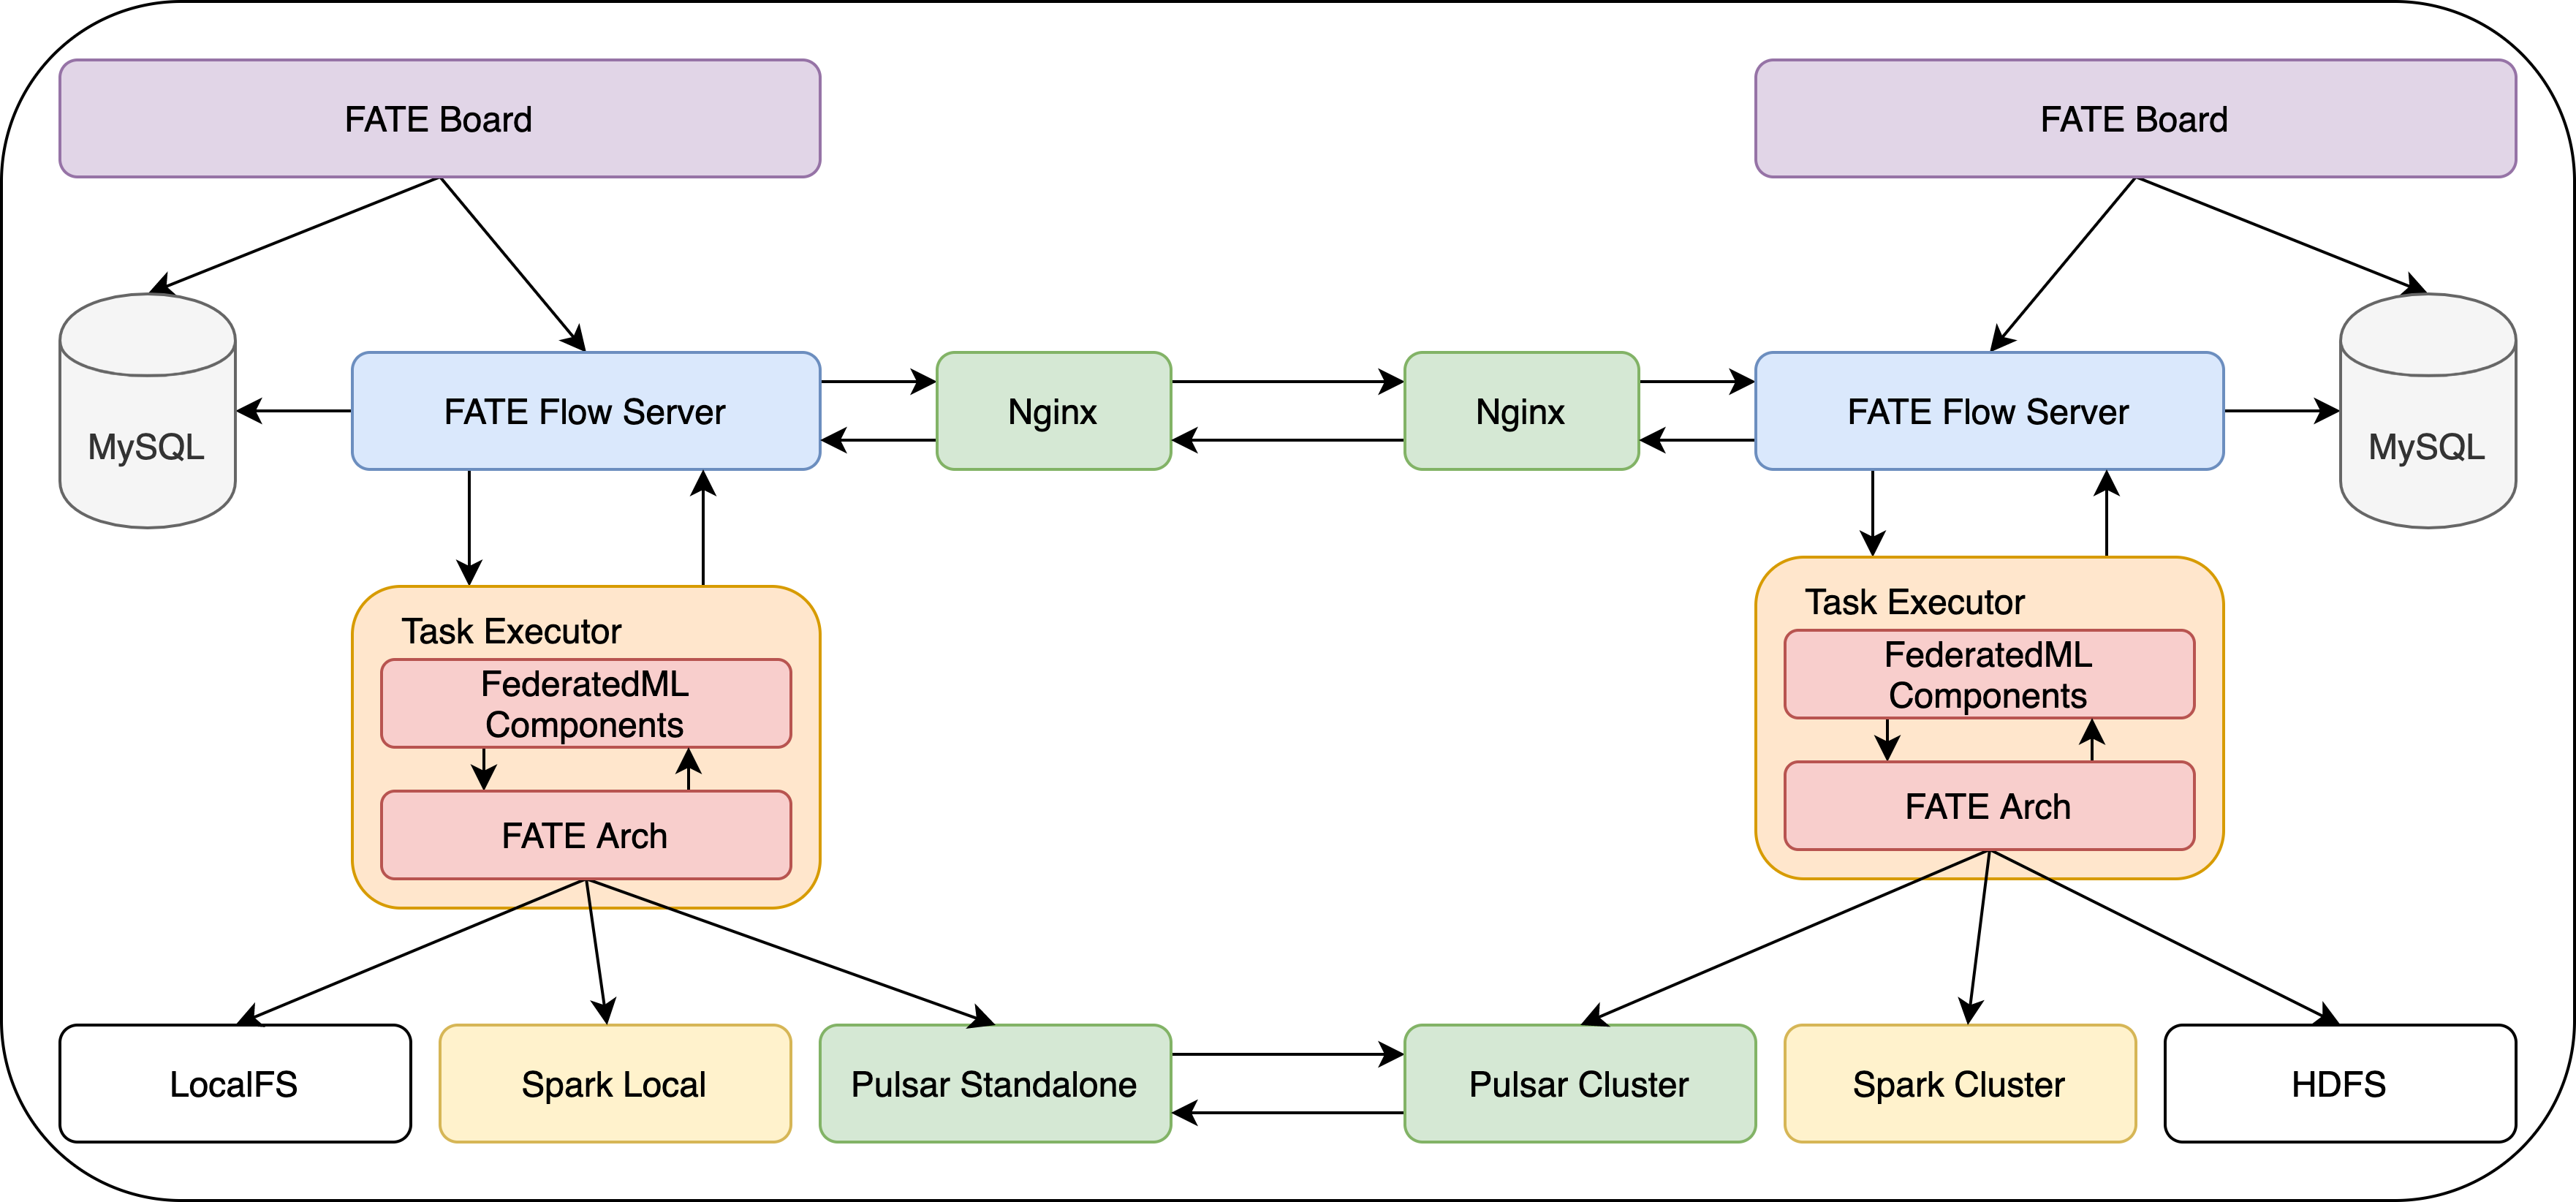 FATE Board
FATE Board
MySQL
FATE Flow Server
Nginx
Nginx
FATE Flow Server
MySQL
Task Executor
FederatedML
Components
FATE Arch
Task Executor
FederatedML
Components
FATE Arch
LocalFS
Spark Local
Pulsar Standalone
Pulsar Cluster
Spark Cluster
HDFS